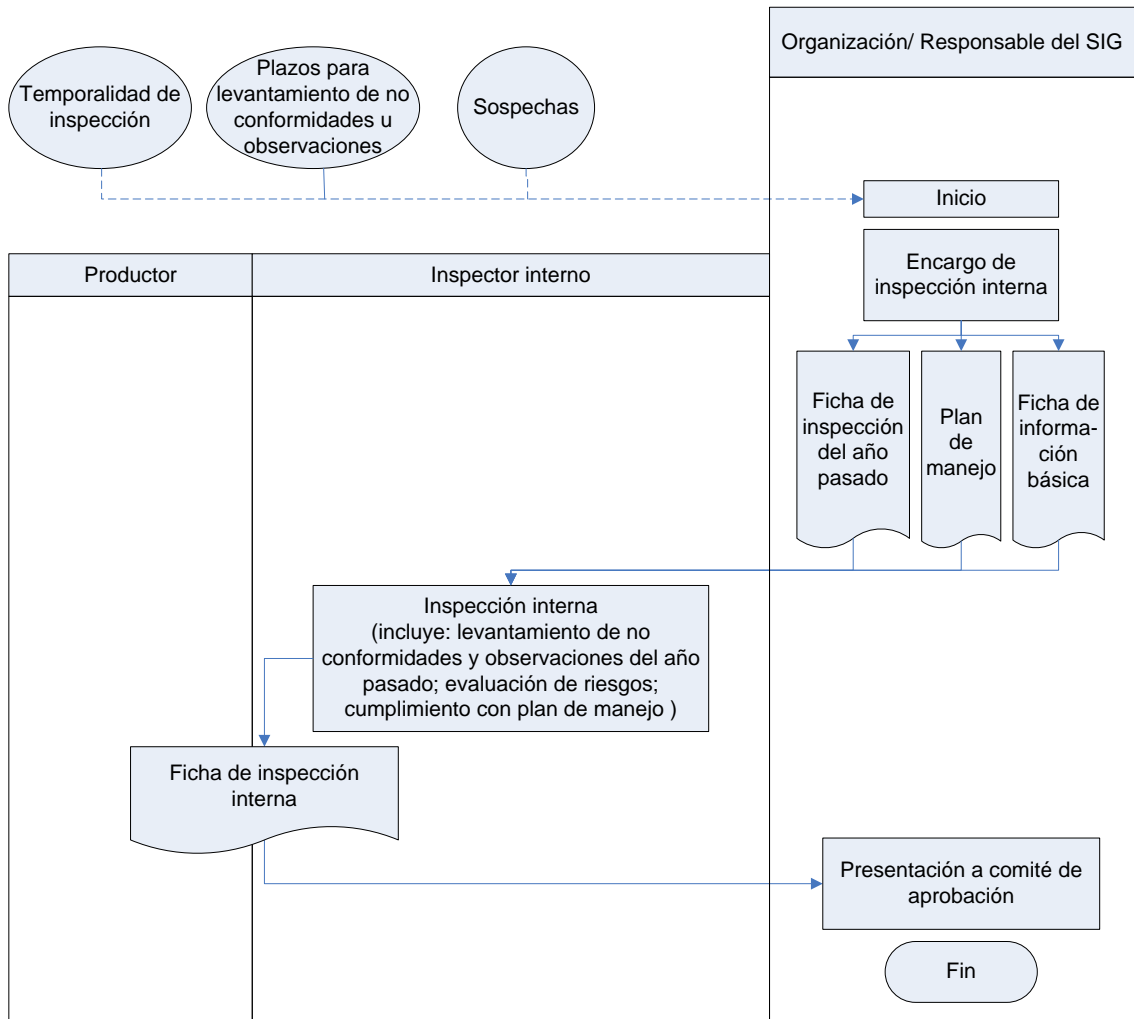 Organización/ Responsable del SIG
Temporalidad de
inspección
Plazos para
levantamiento de no
conformidades u
observaciones
Sospechas
Inicio
Productor
Inspector interno
Encargo de
inspección interna
Ficha de
inspección
del año
pasado
Plan
de
manejo
Ficha de
informa-
ción
básica
Inspección interna
(incluye: levantamiento de no
conformidades y observaciones del año
pasado; evaluación de riesgos;
cumplimiento con plan de manejo )
Ficha de inspección
interna
Presentación a comité de
aprobación
Fin